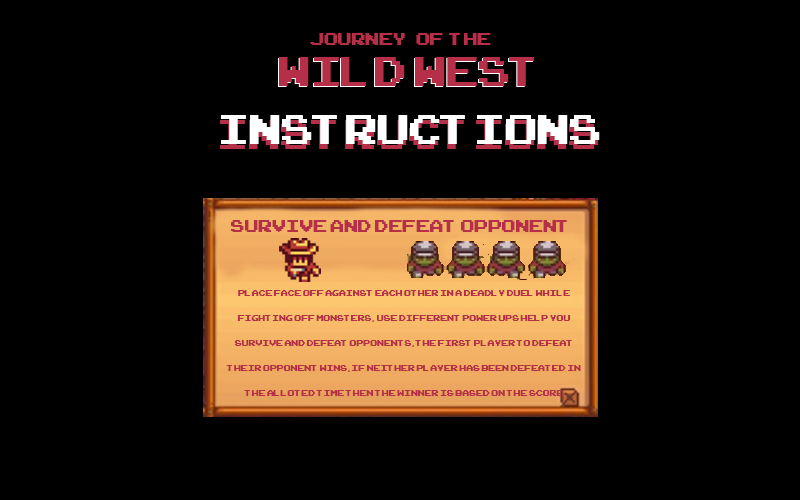 JOURNEY OF THE
WILD WEST
INSTRUCTIONS
SURVIVE AND DEFEAT OPPONENT
PLACE FACE OFF AGAINST EACH OTHER IN A DEADLY DUEL WHILE
FIGHTING OFF MONSTERS, USE DIFFERENT POWER UPS HELP YOU
SURVIVE AND DEFEAT OPPONENTS, THE FIRST PLAYER TO DEFEAT
THEIR OPPONENT WINS, IF NEITHER PLAYER HAS BEEN DEFEATED IN
THE ALLOTED TIME THEN THE WINNER IS BASED ON THE SCORE